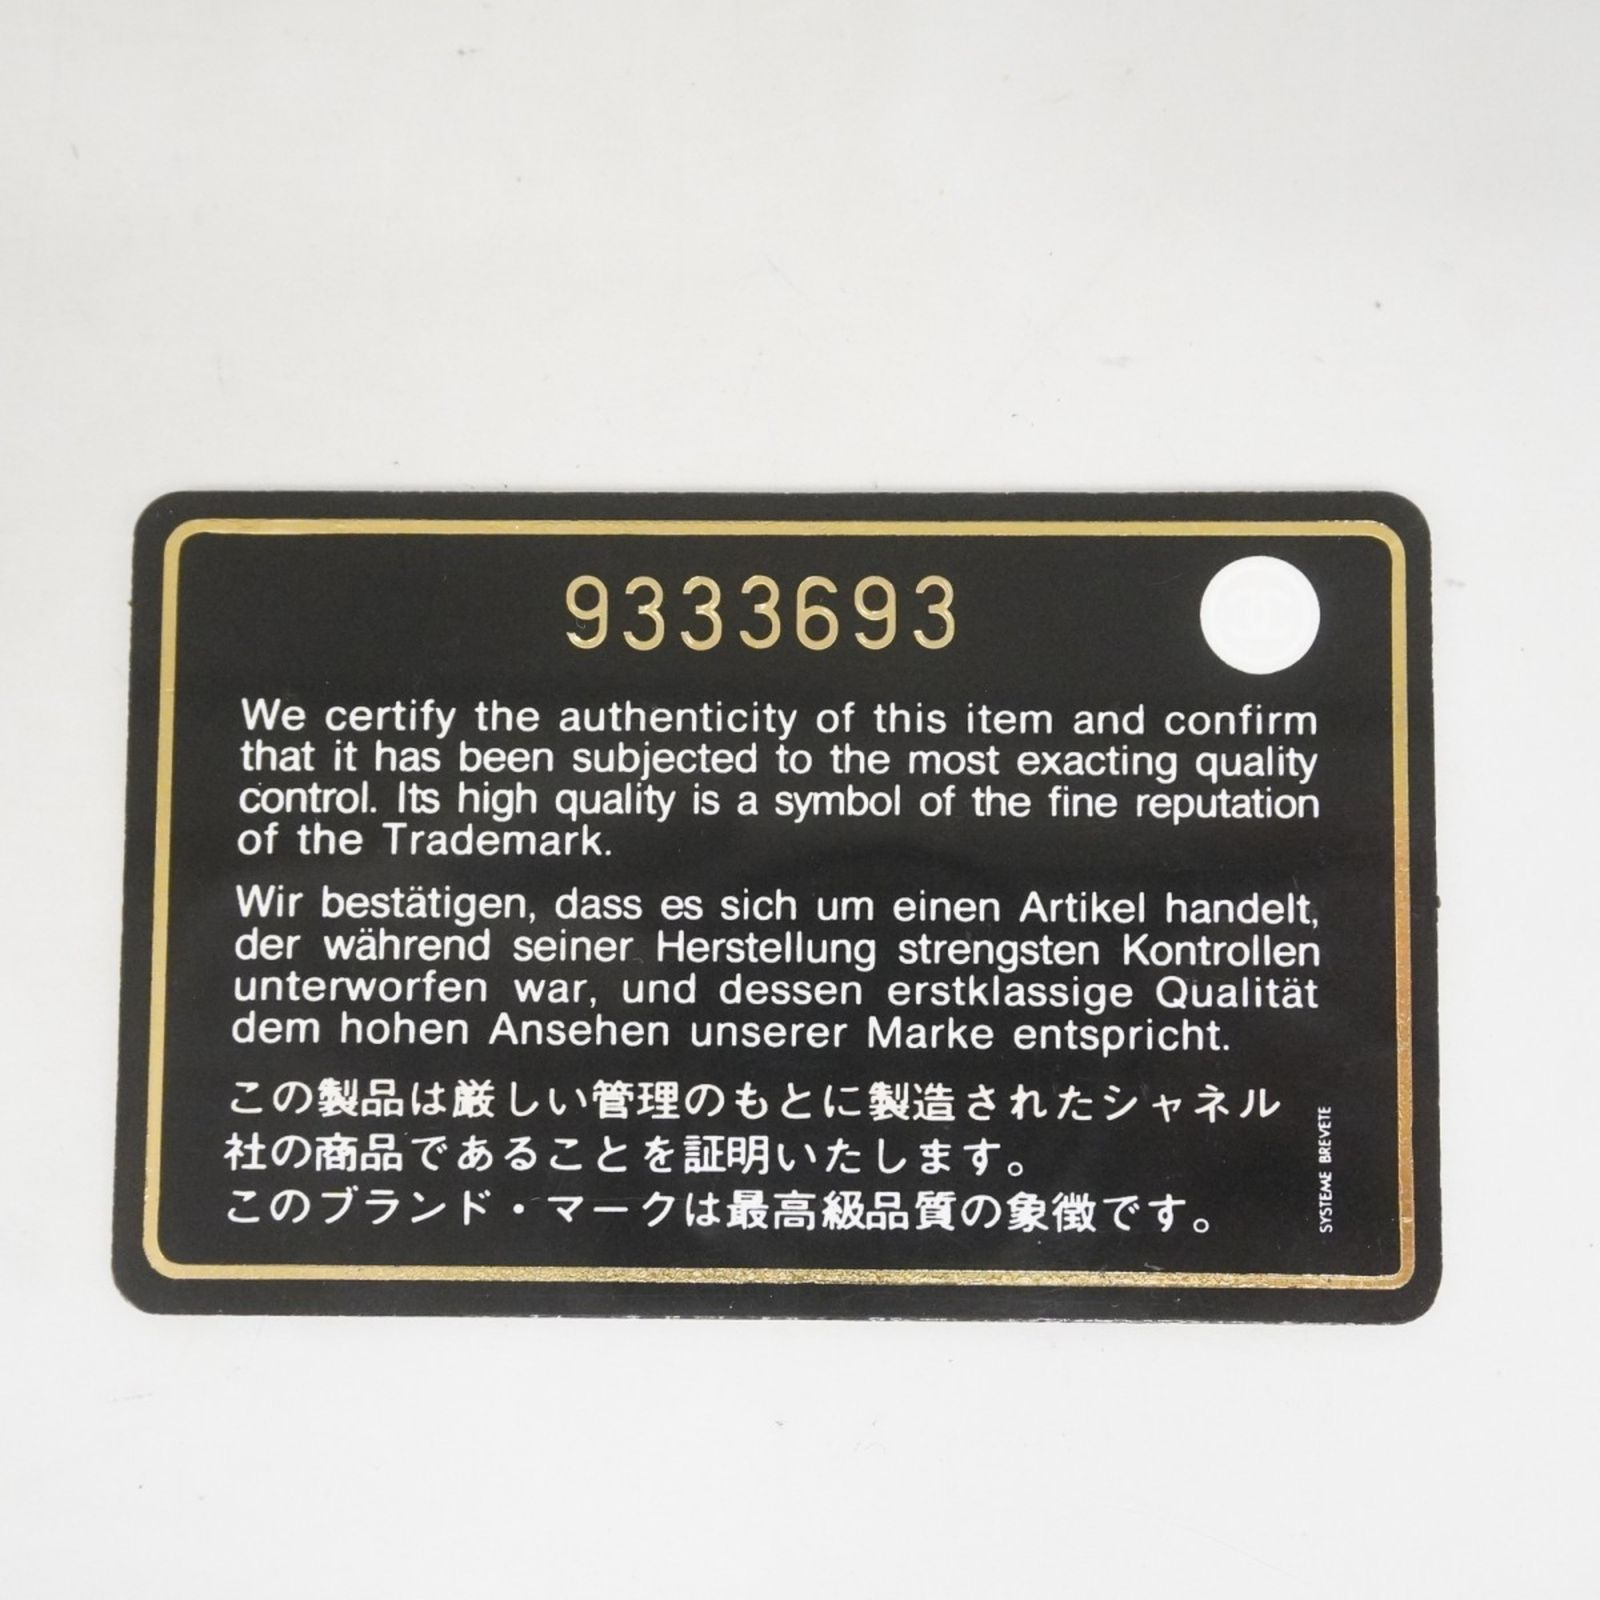 9333693
We certify the authenticity of this item and confirm
that it has been subjected to the most exacting quality
control. Its high quality is a symbol of the fine reputation
of the Trademark.
Wir bestätigen, dass es sich um einen Artikel handelt,
der während seiner Herstellung strengsten Kontrollen
unterworfen war, und dessen erstklassige Qualität
dem hohen Ansehen unserer Marke entspricht.
この製品は厳しい管理のもとに製造されたシャネル
社の商品であることを証明いたします。
このブランド・マークは最高級品質の象徴です。
SYSTEME BREVETE